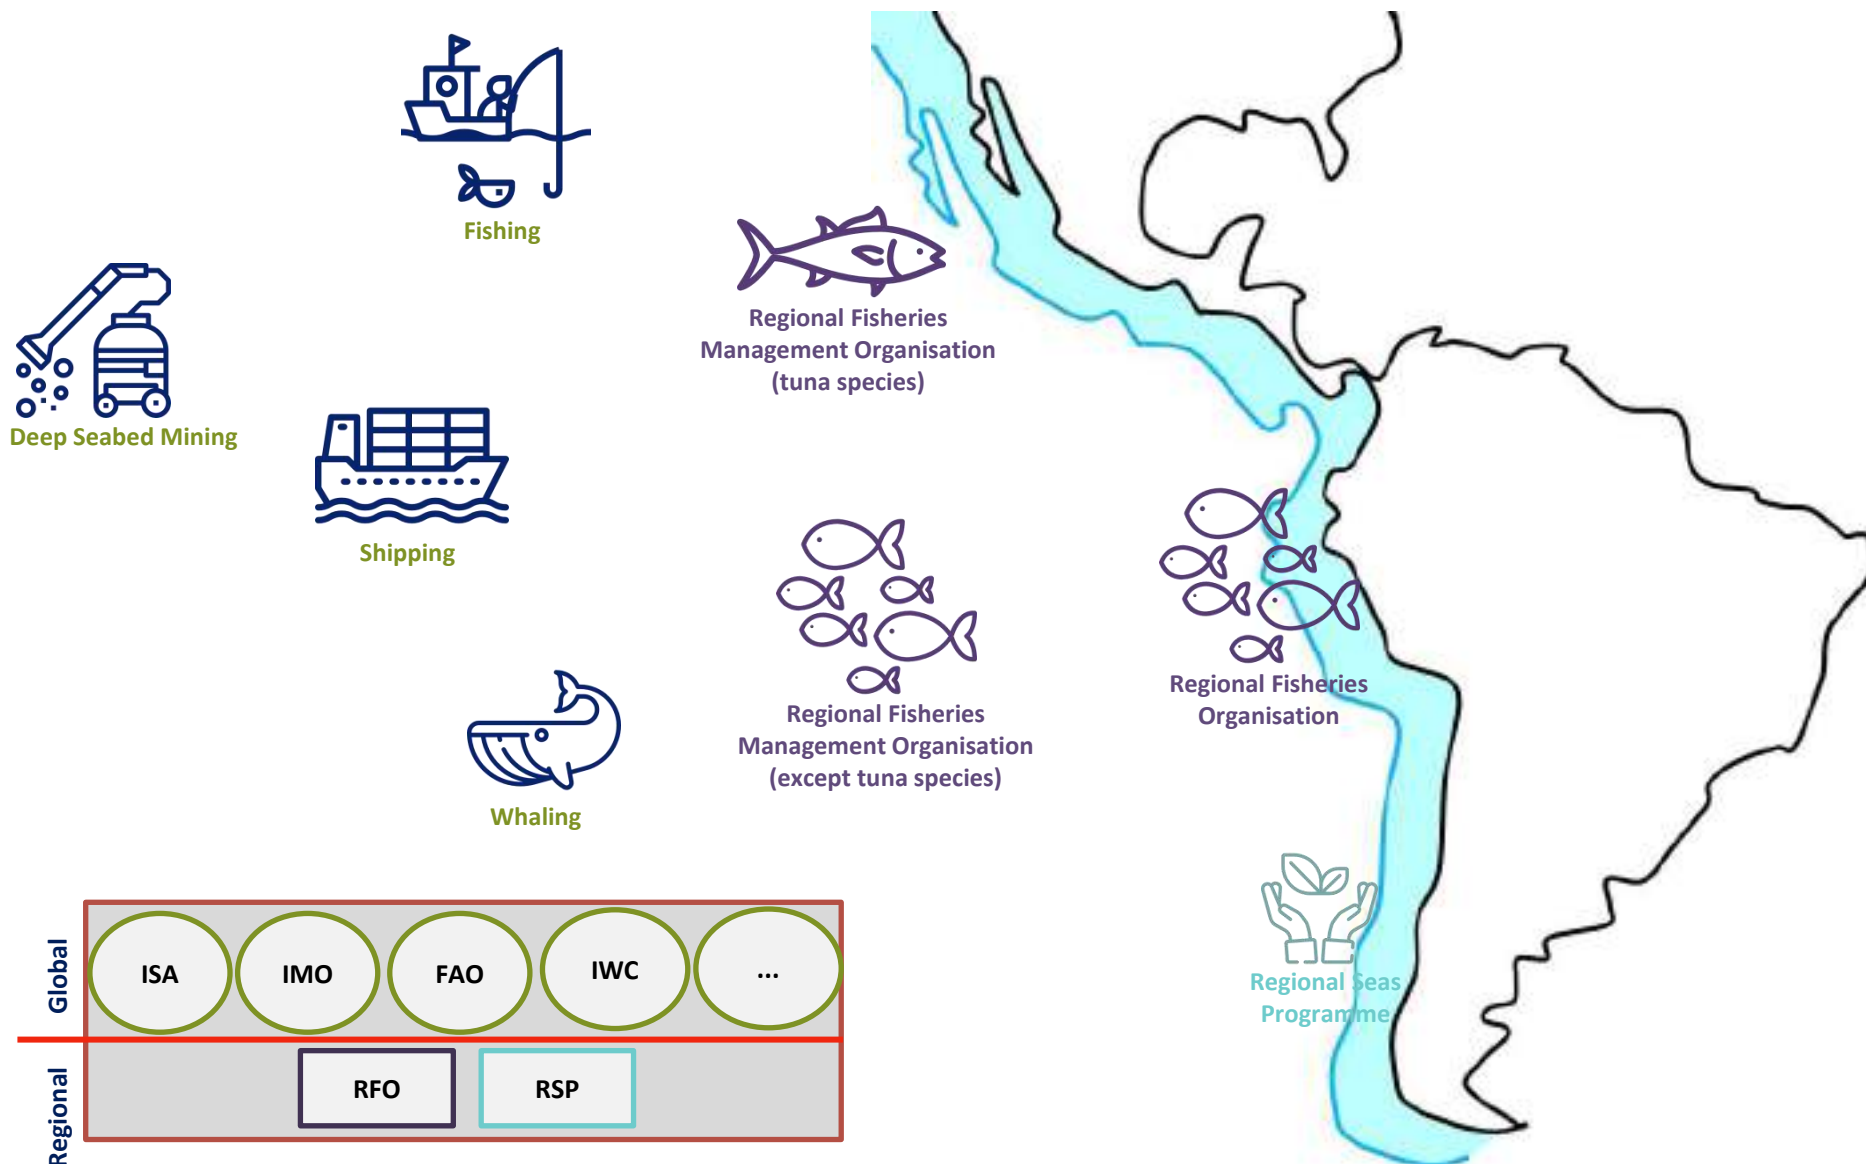 Fishing
Deep Seabed Mining
Shipping
Whaling
Regional Fisheries
Management Organisation
(tuna species)
Regional Fisheries
Management Organisation
(except tuna species)
Regional Fisheries
Organisation
Regional Seas
Programme
Global
ISA
IMO
FAO
IWC
...
Regional
RFO
RSP